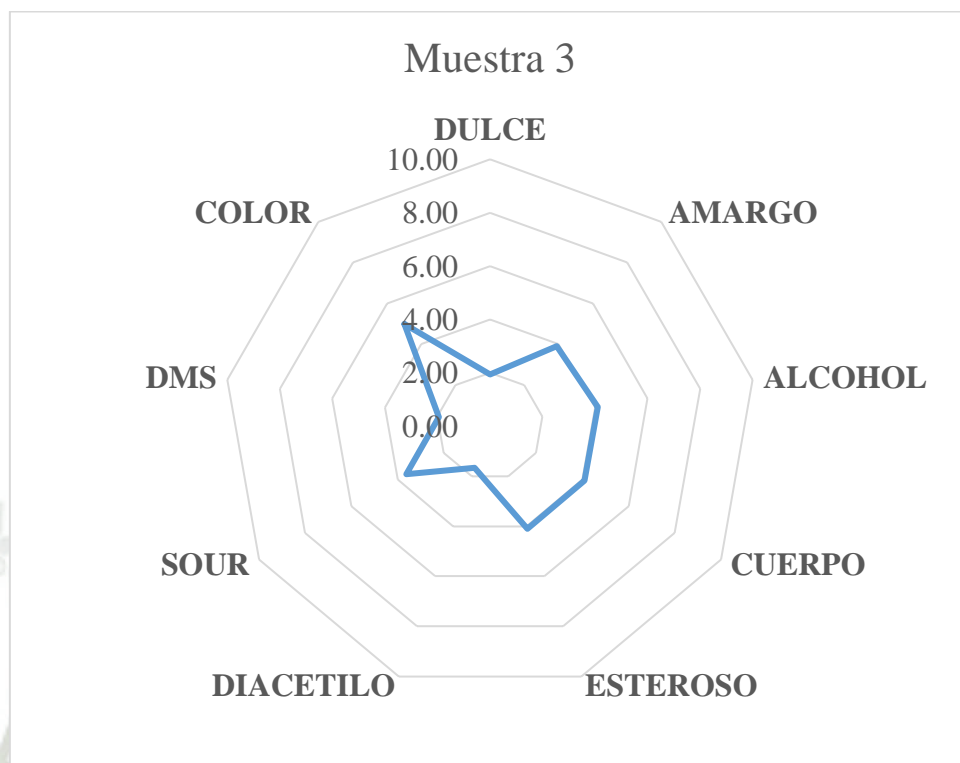 Muestra 3
DULCE
10.00
8.00
6.00
4.00
2.00
0.00
AMARGO
ALCOHOL
CUERPO
ESTEROSO
DIACETILO
SOUR
DMS
COLOR